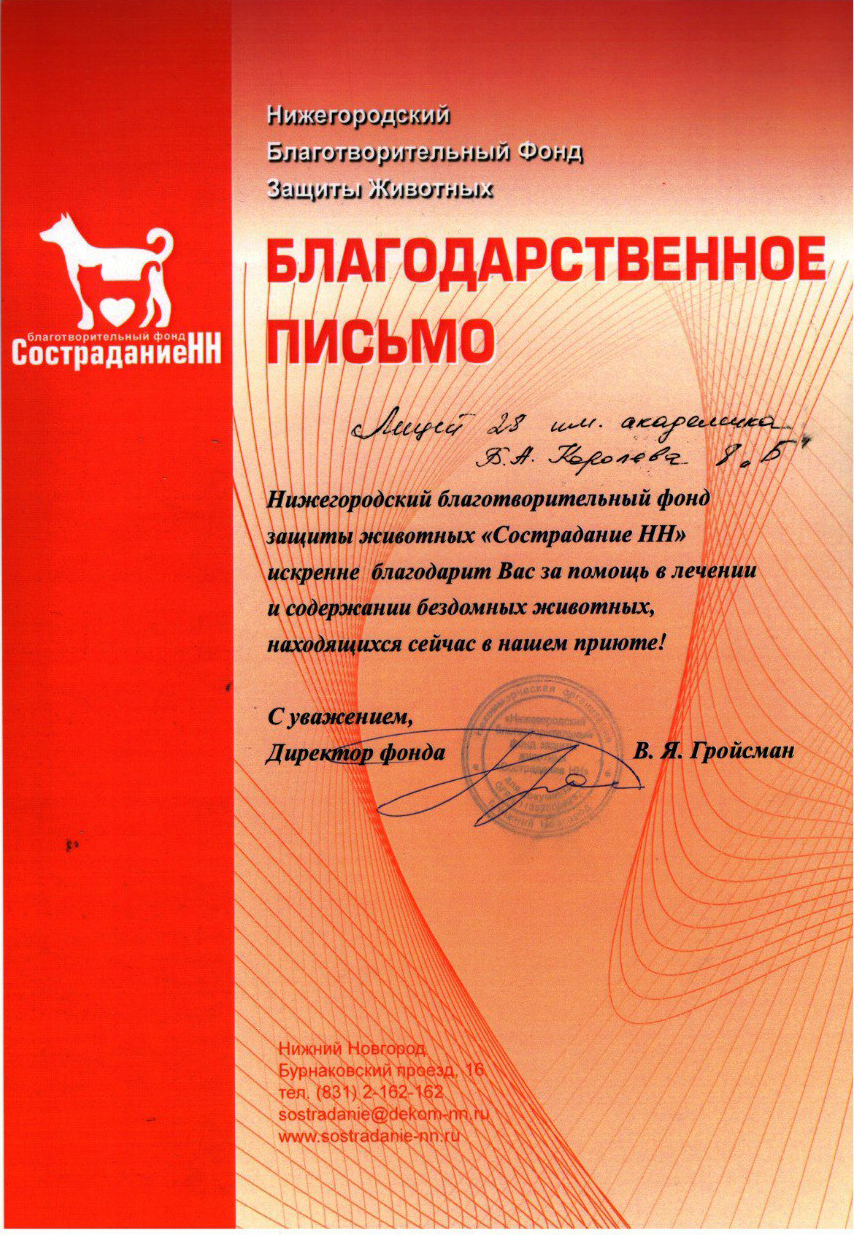 Нижегородский
Благотворительный Фонд
Защиты Животных
благотворительный фонд
СостраданиеНН
БЛАГОДАРСТВЕННОЕ
ПИСЬМО
Лицей 28 им. академика
Б.А. Королева 8 „Б"
Нижегородский благотворительный фонд
защиты животных «Сострадание НН»
искренне благодарит Вас за помощь в лечении
и содержании бездомных животных,
находящихся сейчас в нашем приюте!
С уважением,
Директор фонда
В. Я. Гройсман
Нижний Новгород
Бурнаковский проезд, 16
тел. (831) 2-162-162
sostradanie@dekom-nn.ru
www.sostradanie-nn.ru